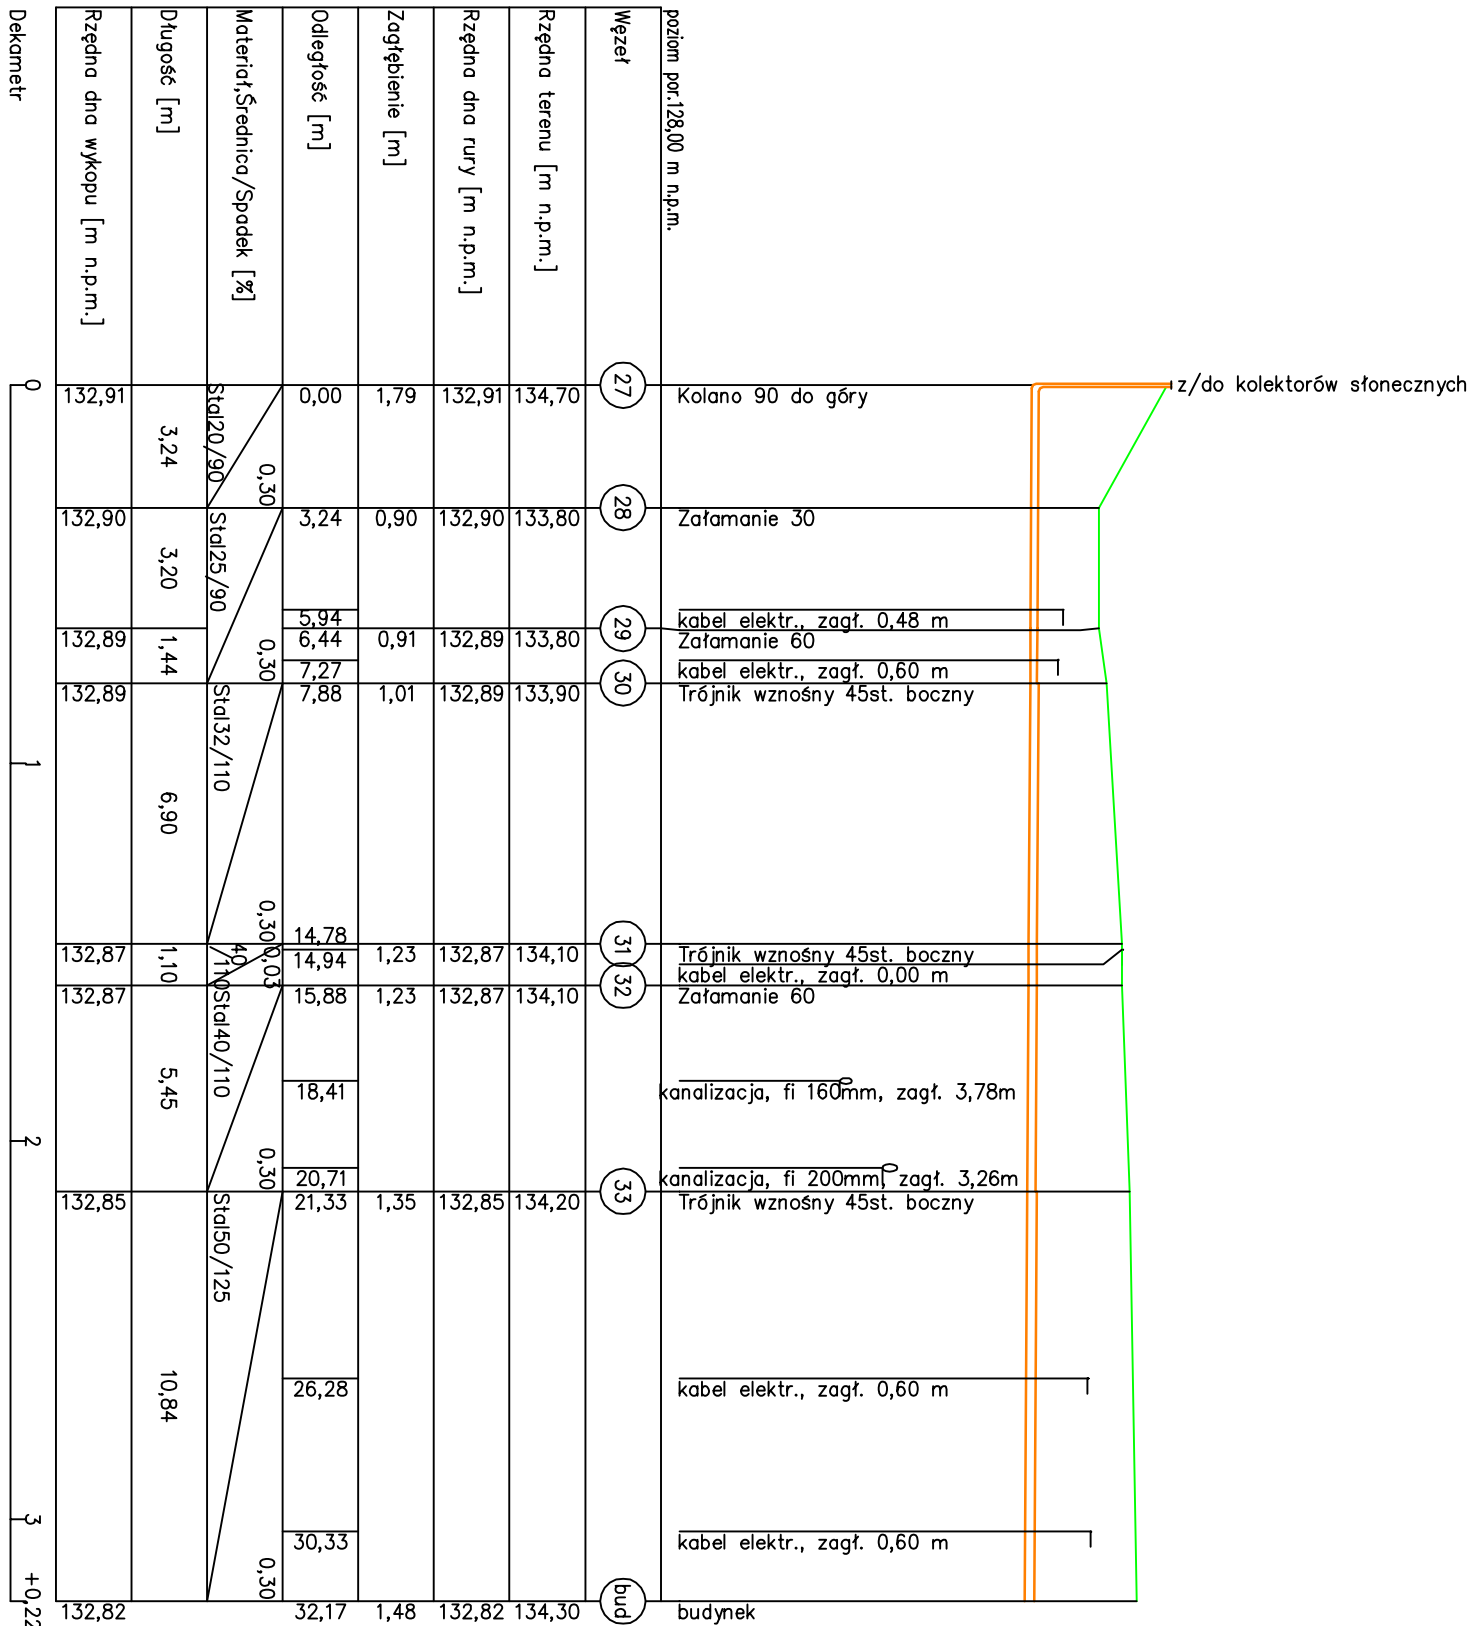 poziom por.128,00 m n.p.m.
Węzeł
Rzędna terenu [m n.p.m.]
Rzędna dna rury [m n.p.m.]
Zagłębienie [m]
Odległość [m]
Materiał,Średnica/Spadek [%]
Długość [m]
Rzędna dna wykopu [m n.p.m.]
Dekametr
z/do kolektorów słonecznych
0
132,91
0,00
1,79
132,91
134,70
27
Kolano 90 do góry
Stal20/90
3,24
0,30
132,90
3,24
0,90
132,90
133,80
28
Załamanie 30
Stal25/90
3,20
5,94
kabel elektr., zagł. 0,48 m
132,89
6,44
0,91
132,89
133,80
29
Załamanie 60
1,44
0,30
7,27
kabel elektr., zagł. 0,60 m
132,89
7,88
1,01
132,89
133,90
30
Trójnik wznośny 45st. boczny
Stal32/110
1
6,90
0,30
14,78
132,87
1,23
132,87
134,10
31
Trójnik wznośny 45st. boczny
1,10
40
/110
0,03
14,94
kabel elektr., zagł. 0,00 m
132,87
15,88
1,23
132,87
134,10
32
Załamanie 60
Stal40/110
5,45
18,41
kanalizacja, fi 160mm, zagł. 3,78m
2
0,30
20,71
kanalizacja, fi 200mm, zagł. 3,26m
132,85
21,33
1,35
132,85
134,20
33
Trójnik wznośny 45st. boczny
Stal50/125
10,84
26,28
kabel elektr., zagł. 0,60 m
3
30,33
kabel elektr., zagł. 0,60 m
0,30
+0,22
132,82
32,17
1,48
132,82
134,30
bud
budynek